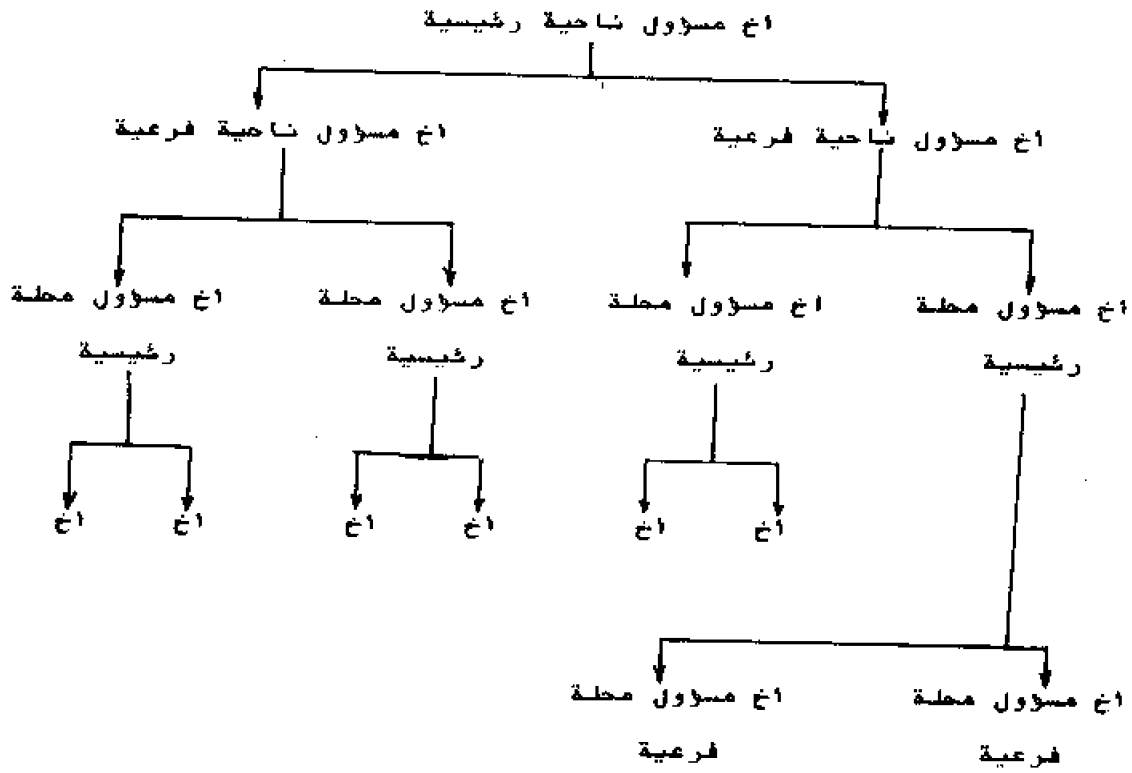 اخ مسؤول ناحية رئيسية
اخ مسؤول ناحية فرعية
اخ مسؤول ناحية فرعية
اخ مسؤول محلة
رئيسية
اخ مسؤول محلة
رئيسية
اخ مسؤول محلة
رئيسية
اخ مسؤول محلة
رئيسية
اخ
اخ
اخ
اخ
اخ
اخ
اخ مسؤول محلة
فرعية
اخ مسؤول محلة
فرعية